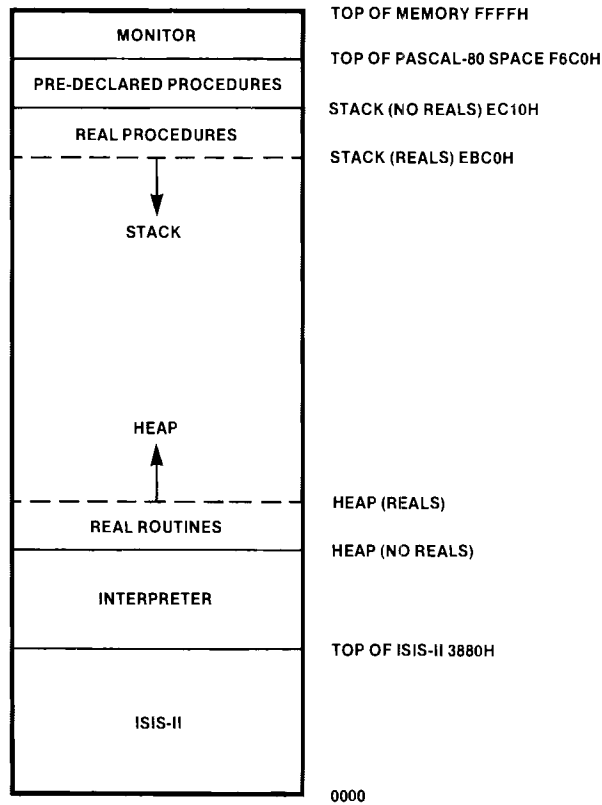 TOP OF MEMORY FFFFH
MONITOR
TOP OF PASCAL-80 SPACE F6C0H
PRE-DECLARED PROCEDURES
STACK (NO REALS) EC10H
REAL PROCEDURES
STACK (REALS) EBC0H
STACK
HEAP
HEAP (REALS)
REAL ROUTINES
HEAP (NO REALS)
INTERPRETER
TOP OF ISIS-II 3880H
ISIS-II
0000